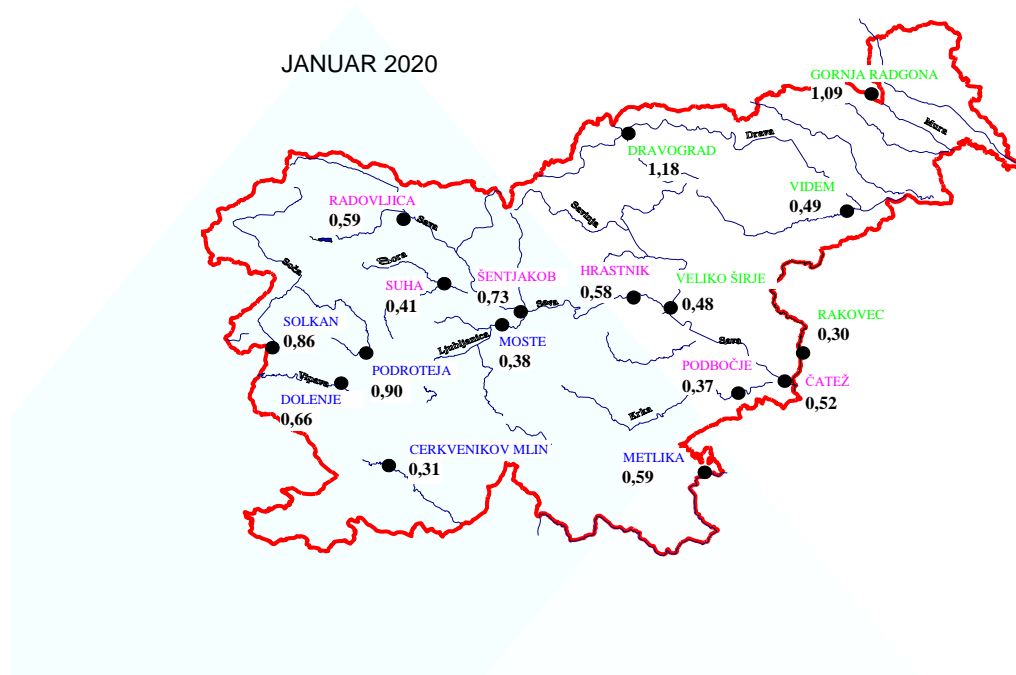 JANUAR 2020
GORNJA RADGONA
1,09
Mura
Drava
DRAVOGRAD
1,18
VIDEM
0,49
RADOVLJICA
0,59
Sava
Savinja
Sora
Soča
SUHA
0,41
ŠENTJAKOB
0,73
Sava
HRASTNIK
0,58
VELIKO ŠIRJE
0,48
RAKOVEC
0,30
SOLKAN
0,86
Ljubljanica
MOSTE
0,38
Sava
PODROTEJA
0,90
PODBOČJE
0,37
ČATEŽ
0,52
Vipava
DOLENJE
0,66
Krka
CERKVENIKOV MLIN
0,31
METLIKA
0,59